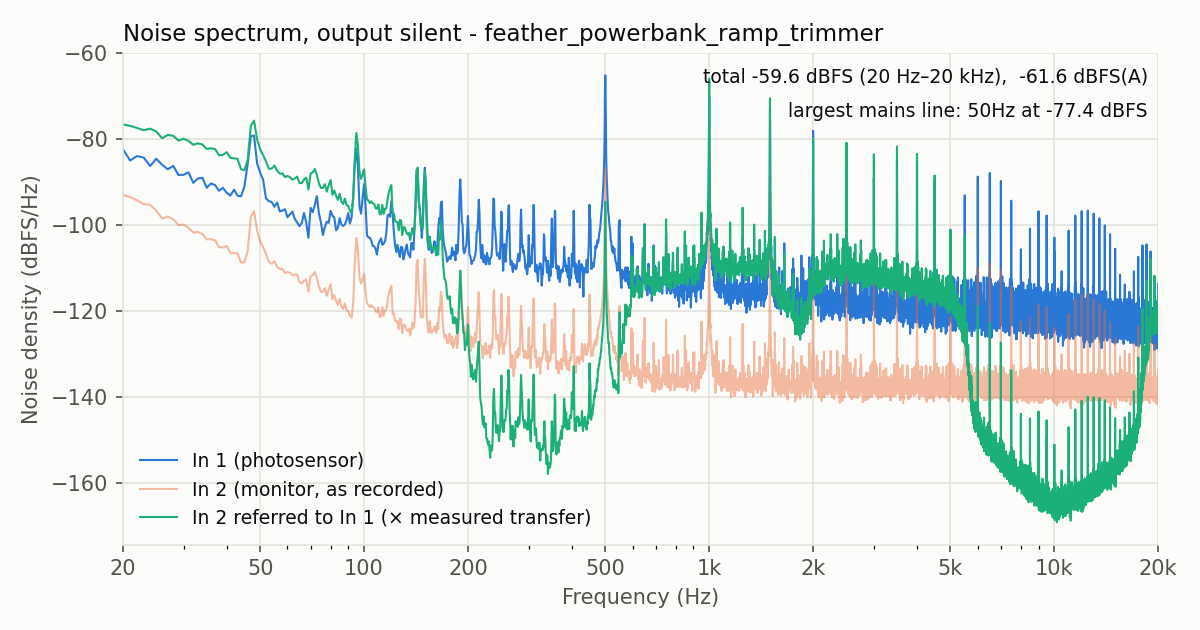 Noise spectrum, output silent - feather_powerbank_ramp_trimmer
total -59.6 dBFS (20 Hz–20 kHz),  -61.6 dBFS(A)
largest mains line: 50Hz at -77.4 dBFS
Noise density (dBFS/Hz)
−60
−80
−100
−120
−140
−160
In 1 (photosensor)
In 2 (monitor, as recorded)
In 2 referred to In 1 (× measured transfer)
20 50 100 200 500 1k 2k 5k 10k 20k
Frequency (Hz)